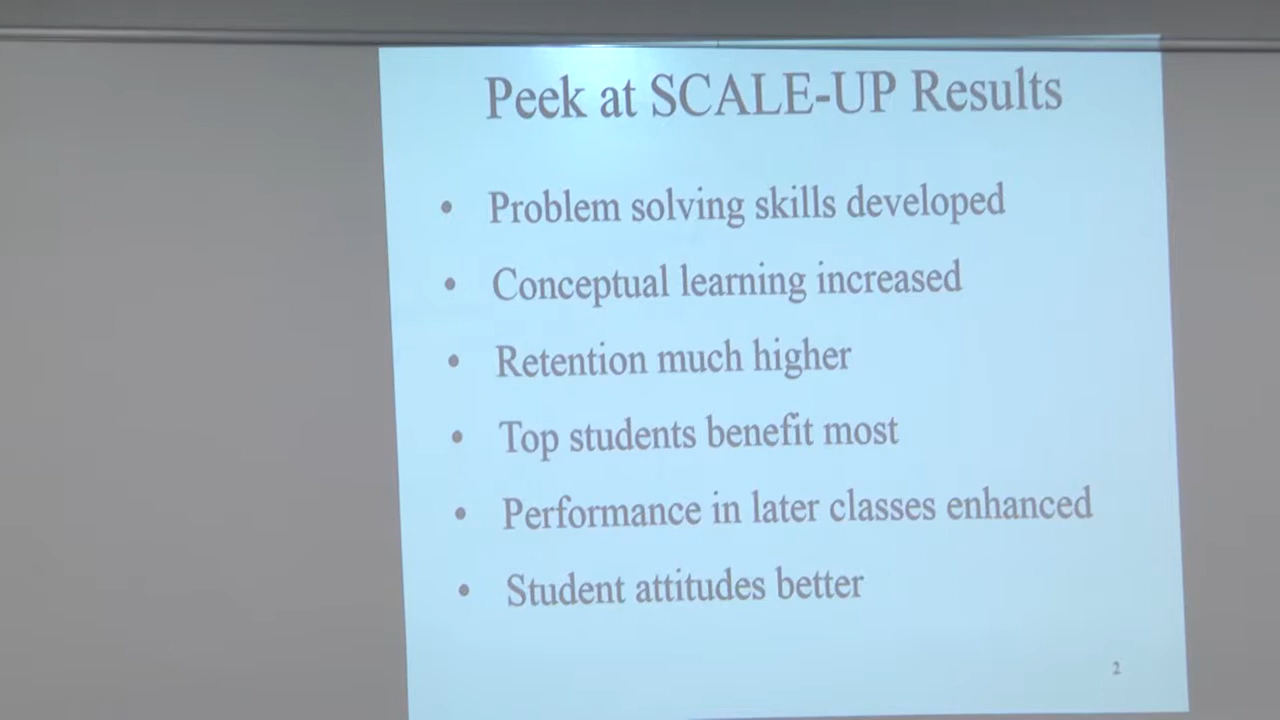 Peek at SCALE-UP Results
• Problem solving skills developed
• Conceptual learning increased
• Retention much higher
• Top students benefit most
• Performance in later classes enhanced
• Student attitudes better
2